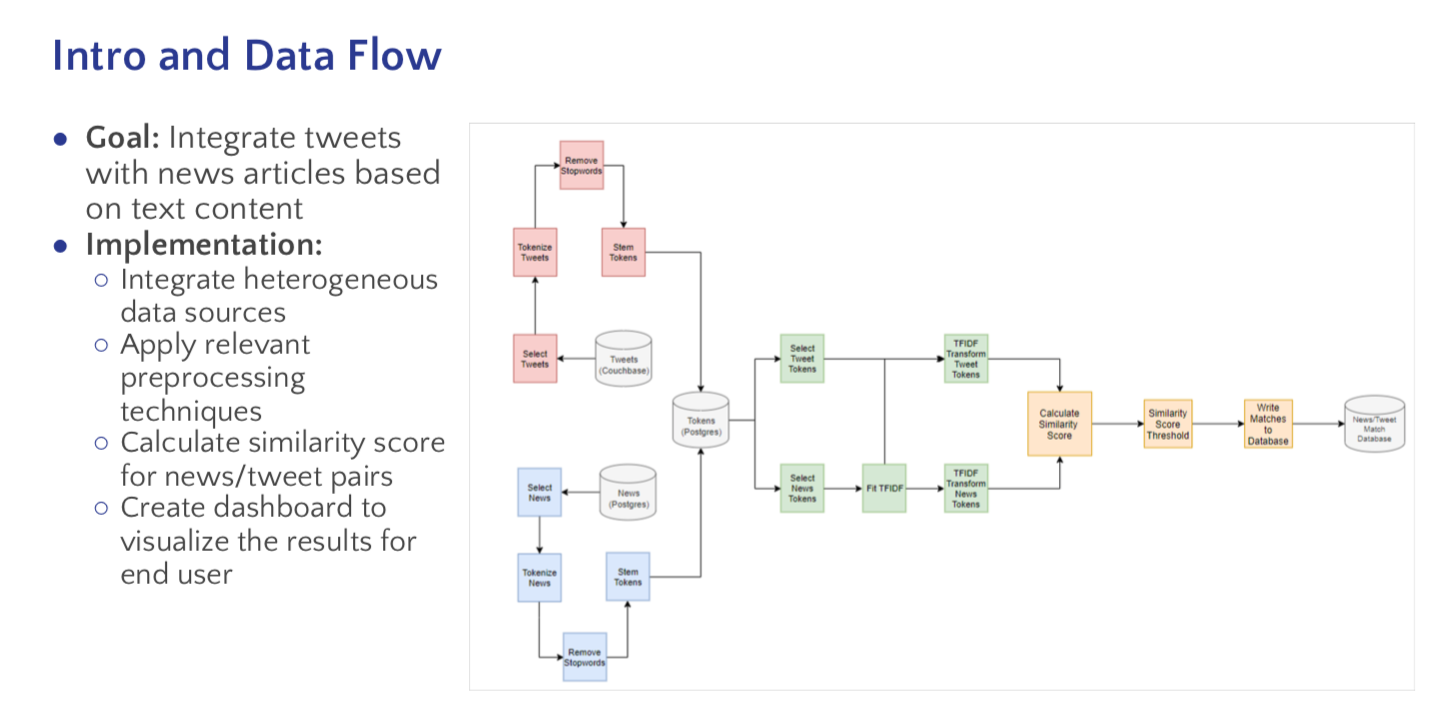 Intro and Data Flow
● Goal: Integrate tweets
with news articles based
on text content
● Implementation:
○ Integrate heterogeneous
data sources
○ Apply relevant
preprocessing
techniques
○ Calculate similarity score
for news/tweet pairs
○ Create dashboard to
visualize the results for
end user
Remove
Stopwords
Tokenize
Tweets
Stem
Tokens
Select
Tweets
Tweets
(Couchbase)
Tokens
(Postgres)
Select
News
News
(Postgres)
Tokenize
News
Stem
Tokens
Remove
Stopwords
Select
Tweet
Tokens
TFIDF
Transform
Tweet
Tokens
Select
News
Tokens
Fit TFIDF
TFIDF
Transform
News
Tokens
Calculate
Similarity
Score
Similarity
Score
Threshold
Write
Matches
to
Database
News/Tweet
Match
Database